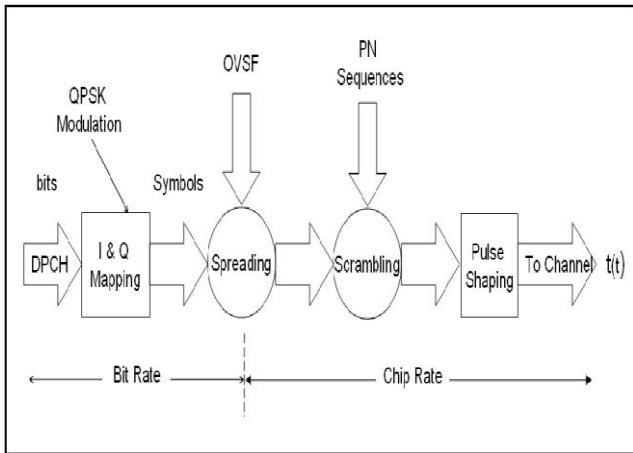 OVSF
PN
Sequences
QPSK
Modulation
bits
Symbols
DPCH
I & Q
Mapping
Spreading
Scrambling
Pulse
Shaping
To Channel
t(t)
Bit Rate
Chip Rate